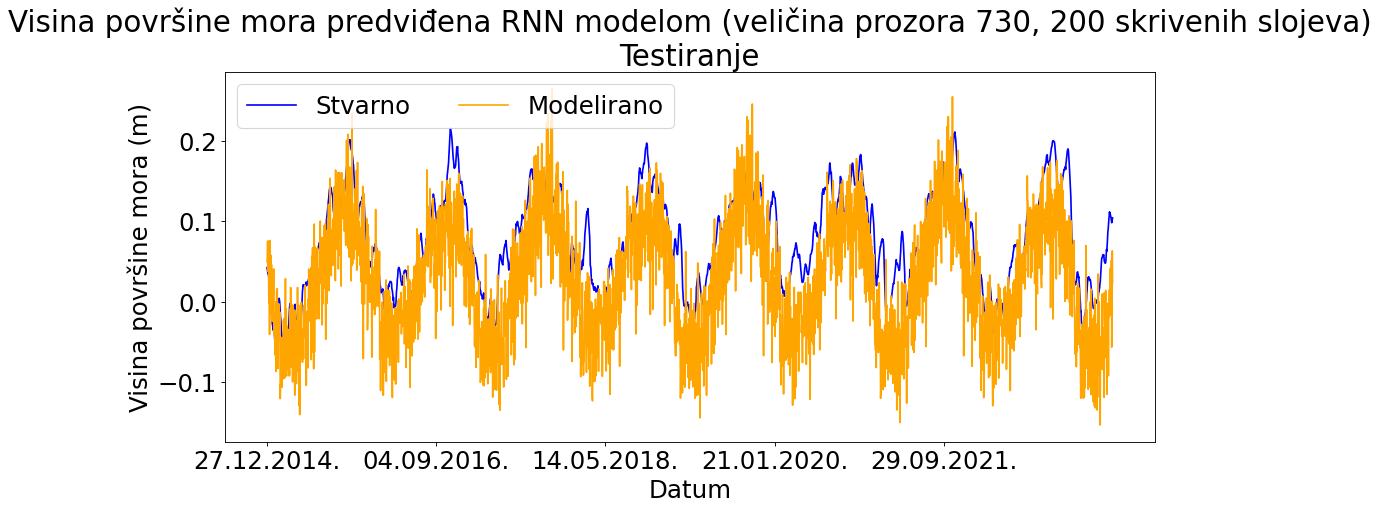 Visina površine mora predviđena RNN modelom (veličina prozora 730, 200 skrivenih slojeva)
Testiranje
Stvarno Modelirano
Visina površine mora (m)
0.2
0.1
0.0
−0.1
27.12.2014. 04.09.2016. 14.05.2018. 21.01.2020. 29.09.2021.
Datum